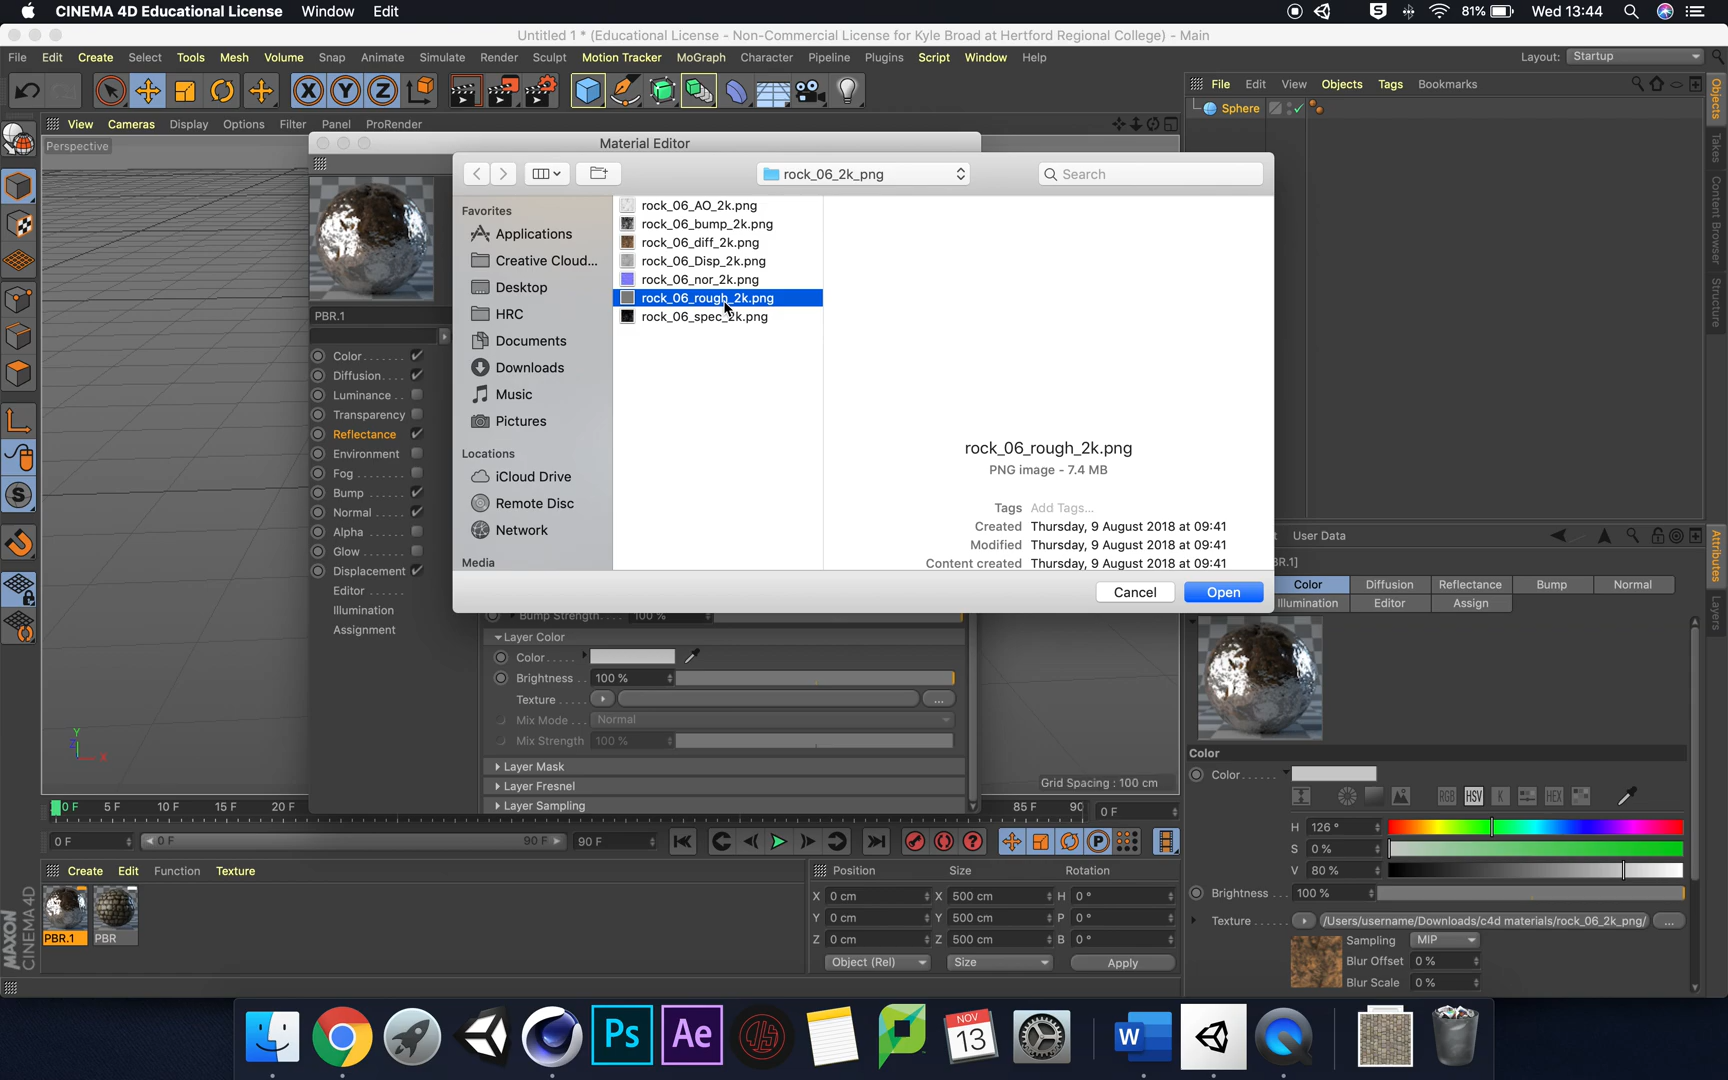 CINEMA 4D Educational License Window Edit 81% Wed 13:44
Untitled 1 * (Educational License - Non-Commercial License for Kyle Broad at Hertford Regional College) - Main
File Edit Create Select Tools Mesh Volume Snap Animate Simulate Render Sculpt Motion Tracker MoGraph Character Pipeline Plugins Script Window Help Layout: Startup
X Y Z File Edit View Objects Tags Bookmarks
View Cameras Display Options Filter Panel ProRender Sphere
Perspective Material Editor
rock_06_2k_png Search
Favorites
Applications
Creative Cloud...
Desktop
HRC
Documents
Downloads
Music
Pictures
Locations
iCloud Drive
Remote Disc
Network
Media
rock_06_AO_2k.png
rock_06_bump_2k.png
rock_06_diff_2k.png
rock_06_Disp_2k.png
rock_06_nor_2k.png
rock_06_rough_2k.png
rock_06_spec_2k.png
rock_06_rough_2k.png
PNG image - 7.4 MB
Tags Add Tags...
Created Thursday, 9 August 2018 at 09:41
Modified Thursday, 9 August 2018 at 09:41
Content created Thursday, 9 August 2018 at 09:41
Cancel Open
PBR.1
Color
Diffusion
Luminance
Transparency
Reflectance
Environment
Fog
Bump
Normal
Alpha
Glow
Displacement
Editor
Illumination
Assignment
Bump Strength 100 %
Layer Color
Color
Brightness 100 %
Texture ...
Mix Mode Normal
Mix Strength 100 %
Layer Mask
Layer Fresnel
Layer Sampling
Y
Z
X
Grid Spacing : 100 cm
Objects
Takes
Content Browser
Structure
Attributes
Layers
User Data
Color Diffusion Reflectance Bump Normal
Illumination Editor Assign
Color
Color
RGB HSV K HEX
H 126 °
S 0 %
V 80 %
Brightness 100 %
Texture /Users/username/Downloads/c4d materials/rock_06_2k_png/ ...
Sampling MIP
Blur Offset 0 %
Blur Scale 0 %
0 F 5 F 10 F 15 F 20 F 85 F 90 0 F
0 F 0 F 90 F 90 F
Create Edit Function Texture
PBR.1 PBR
Position Size Rotation
X 0 cm X 500 cm H 0 °
Y 0 cm Y 500 cm P 0 °
Z 0 cm Z 500 cm B 0 °
Object (Rel) Size Apply
MAXON
CINEMA 4D
Ps Ae NOV 13 W